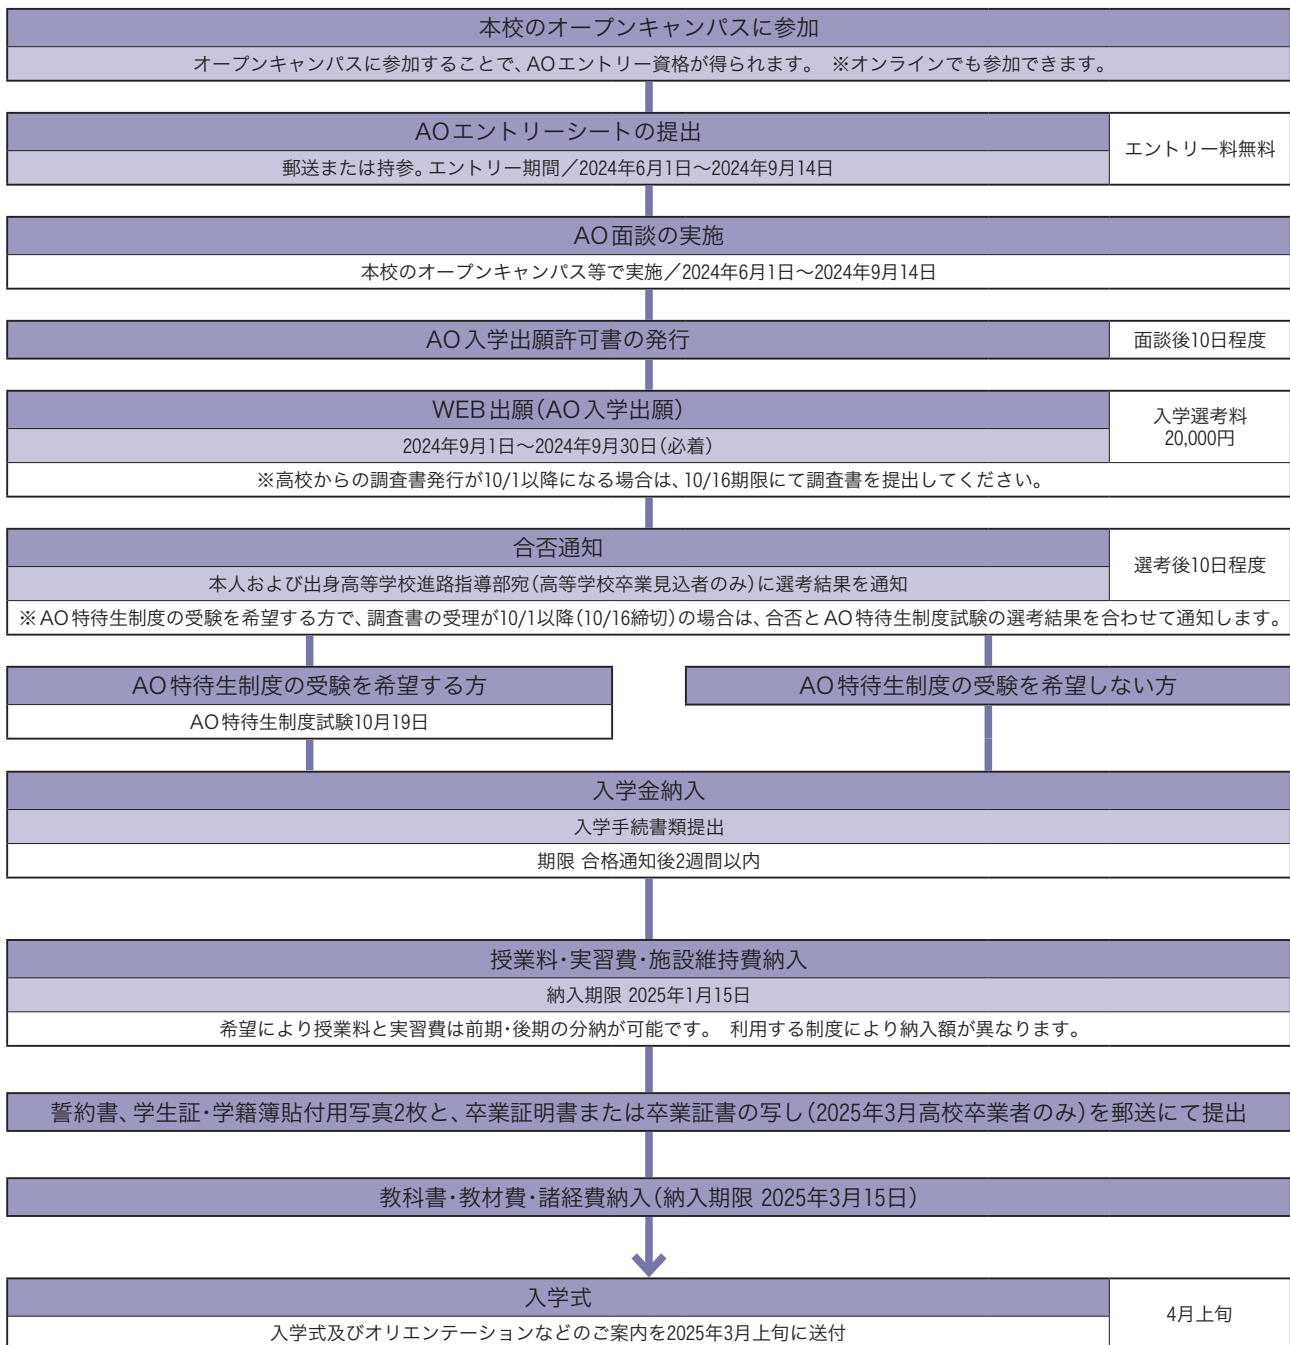 本校のオープンキャンパスに参加
オープンキャンパスに参加することで、AOエントリー資格が得られます。 ※オンラインでも参加できます。
AOエントリーシートの提出
郵送または持参。エントリー期間／2024年6月1日～2024年9月14日
エントリー料無料
AO面談の実施
本校のオープンキャンパス等で実施／2024年6月1日～2024年9月14日
AO入学出願許可書の発行
面談後10日程度
WEB出願（AO入学出願）
2024年9月1日～2024年9月30日（必着）
入学選考料
20,000円
※高校からの調査書発行が10/1以降になる場合は、10/16期限にて調査書を提出してください。
合否通知
本人および出身高等学校進路指導部宛（高等学校卒業見込者のみ）に選考結果を通知
選考後10日程度
※AO特待生制度の受験を希望する方で、調査書の受理が10/1以降（10/16締切）の場合は、合否とAO特待生制度試験の選考結果を合わせて通知します。
AO特待生制度の受験を希望する方
AO特待生制度試験10月19日
AO特待生制度の受験を希望しない方
入学金納入
入学手続書類提出
期限 合格通知後2週間以内
授業料・実習費・施設維持費納入
納入期限 2025年1月15日
希望により授業料と実習費は前期・後期の分納が可能です。 利用する制度により納入額が異なります。
誓約書、学生証・学籍簿貼付用写真2枚と、卒業証明書または卒業証書の写し（2025年3月高校卒業者のみ）を郵送にて提出
教科書・教材費・諸経費納入（納入期限 2025年3月15日）
入学式
入学式及びオリエンテーションなどのご案内を2025年3月上旬に送付
4月上旬